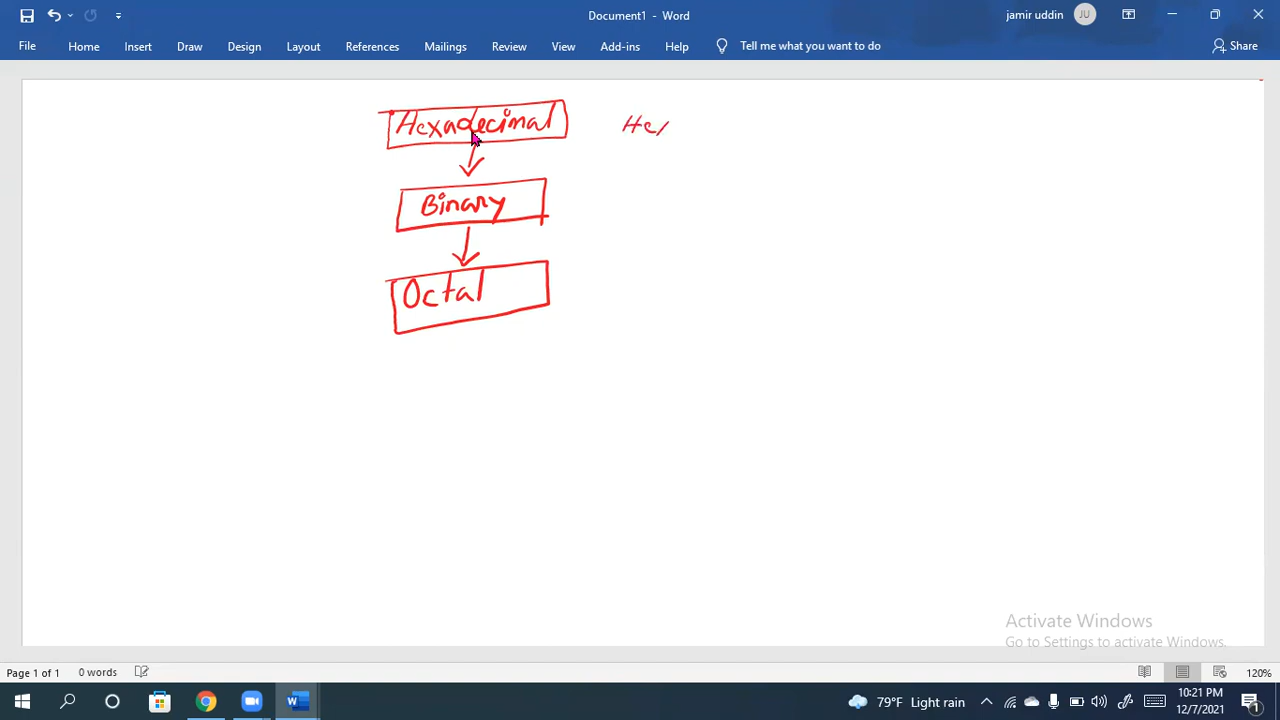 Document1 - Word
jamir uddin
JU
File Home Insert Draw Design Layout References Mailings Review View Add-ins Help Tell me what you want to do Share
Hexadecimal
Binary
Octal
Activate Windows
Go to Settings to activate Windows.
Page 1 of 1 0 words 120%
79°F Light rain
10:21 PM
12/7/2021
1